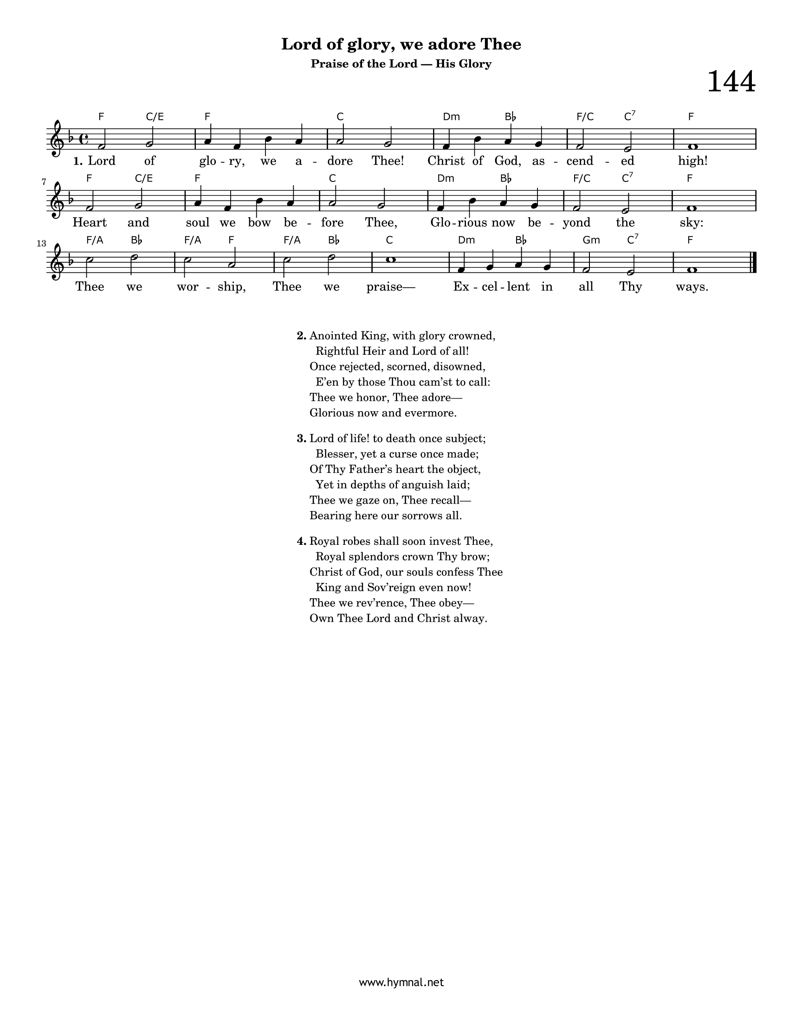 Lord of glory, we adore Thee
Praise of the Lord — His Glory
144
F C/E F C Dm B♭ F/C C7 F
1. Lord of glo - ry, we a - dore Thee! Christ of God, as - cend - ed high!
7 F C/E F C Dm B♭ F/C C7 F
Heart and soul we bow be - fore Thee, Glo - rious now be - yond the sky:
13 F/A B♭ F/A F F/A B♭ C Dm B♭ Gm C7 F
Thee we wor - ship, Thee we praise— Ex - cel - lent in all Thy ways.
2. Anointed King, with glory crowned,
Rightful Heir and Lord of all!
Once rejected, scorned, disowned,
E'en by those Thou cam'st to call:
Thee we honor, Thee adore—
Glorious now and evermore.
3. Lord of life! to death once subject;
Blesser, yet a curse once made;
Of Thy Father's heart the object,
Yet in depths of anguish laid;
Thee we gaze on, Thee recall—
Bearing here our sorrows all.
4. Royal robes shall soon invest Thee,
Royal splendors crown Thy brow;
Christ of God, our souls confess Thee
King and Sov'reign even now!
Thee we rev'rence, Thee obey—
Own Thee Lord and Christ alway.
www.hymnal.net